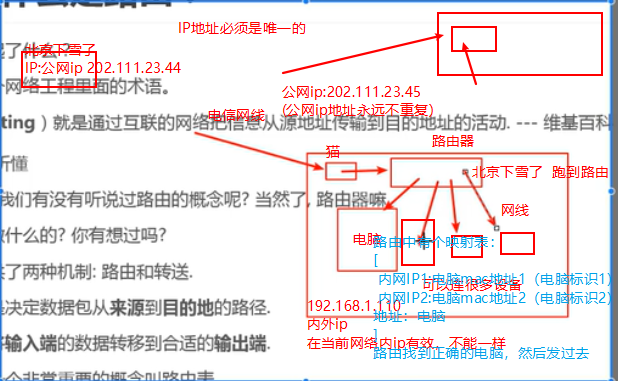 什么是路由?
IP地址必须是唯一的
北京下雪了
IP:公网ip 202.111.23.44
个网络工程里面的术语.
公网ip:202.111.23.45
(公网ip地址永远不重复)
电信网线
ting）就是通过互联的网络把信息从源地址传输到目的地址的活动. --- 维基百科
路由器
猫
听懂
北京下雪了 跑到路由
我们有没有听说过路由的概念呢? 当然了, 路由器嘛
网线
电脑
做什么的? 你有想过吗?
路由中有个映射表:
[
供了两种机制: 路由和转送.
内网IP1:电脑mac地址1（电脑标识1）
可以连很多设备
是决定数据包从来源到目的地的路径.
内网IP2:电脑mac地址2（电脑标识2）
192.168.1.110
地址：电脑
内外ip
]
将输入端的数据转移到合适的输出端.
在当前网络内ip有效，不能一样
路由找到正确的电脑，然后发过去
个非常重要的概念叫路由表